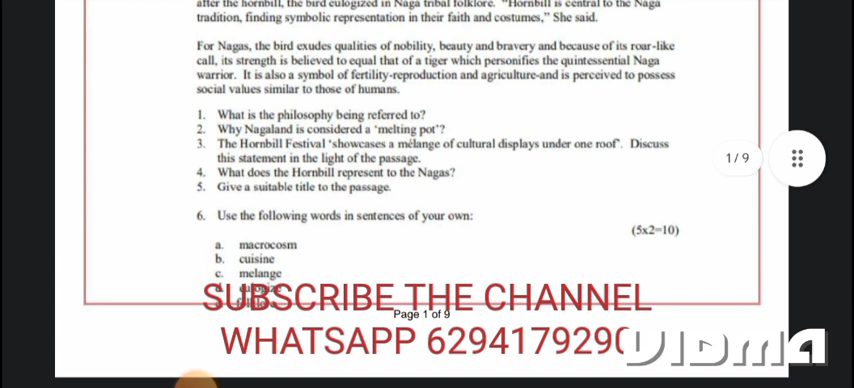 after the hornbill, the bird eulogized in Naga tribal folklore. "Hornbill is central to the Naga
tradition, finding symbolic representation in their faith and costumes," She said.
For Nagas, the bird exudes qualities of nobility, beauty and bravery and because of its roar-like
call, its strength is believed to equal that of a tiger which personifies the quintessential Naga
warrior. It is also a symbol of fertility-reproduction and agriculture-and is perceived to possess
social values similar to those of humans.
1. What is the philosophy being referred to?
2. Why Nagaland is considered a 'melting pot'?
3. The Hornbill Festival 'showcases a mélange of cultural displays under one roof'. Discuss
this statement in the light of the passage.
4. What does the Hornbill represent to the Nagas?
5. Give a suitable title to the passage.
6. Use the following words in sentences of your own:
(5x2=10)
a. macrocosm
b. cuisine
c. melange
SUBSCRIBE THE CHANNEL
Page 1 of 9
WHATSAPP 6294179290
1 / 9
VIDMA